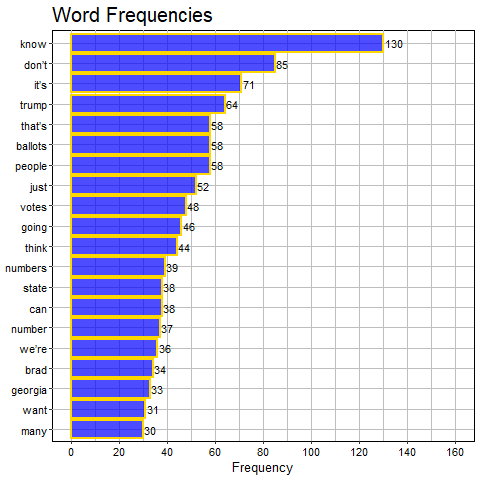 Word Frequencies
know 130
don't 85
it's 71
trump 64
that's 58
ballots 58
people 58
just 52
votes 48
going 46
think 44
numbers 39
state 38
can 38
number 37
we're 36
brad 34
georgia 33
want 31
many 30
0 20 40 60 80 100 120 140 160
Frequency